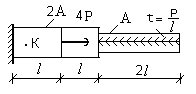 2A 4P A t = P/l
.K
l l 2l